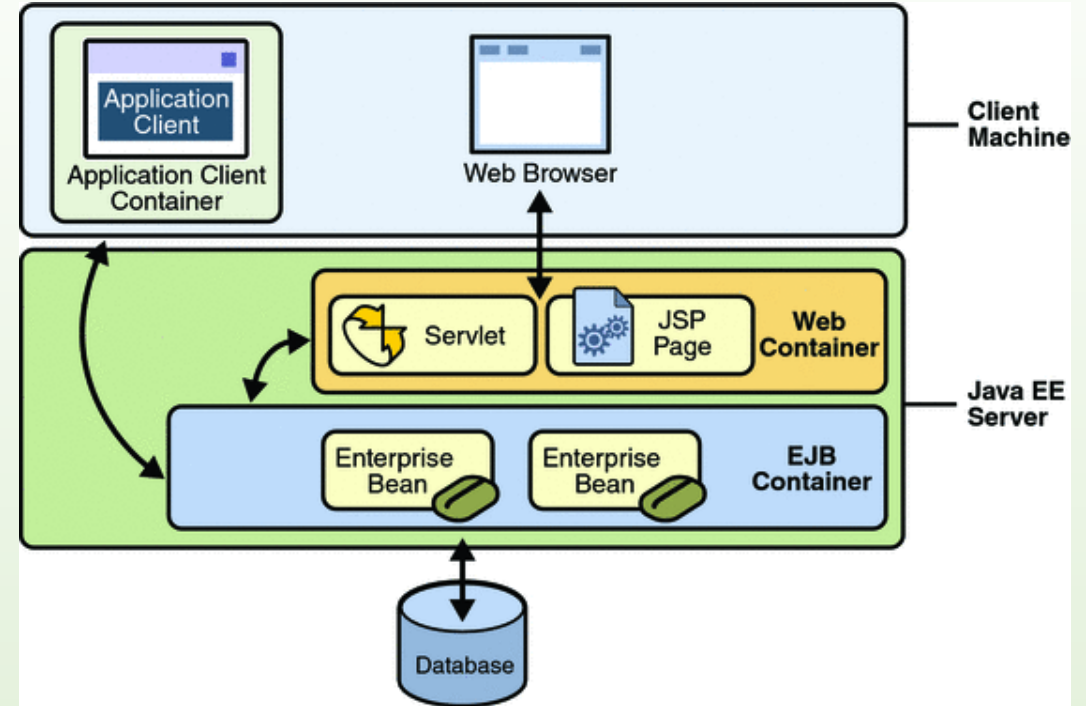 Application
Client
Application Client
Container
Web Browser
Client
Machine
Servlet
JSP
Page
Web
Container
Java EE
Server
Enterprise
Bean
Enterprise
Bean
EJB
Container
Database